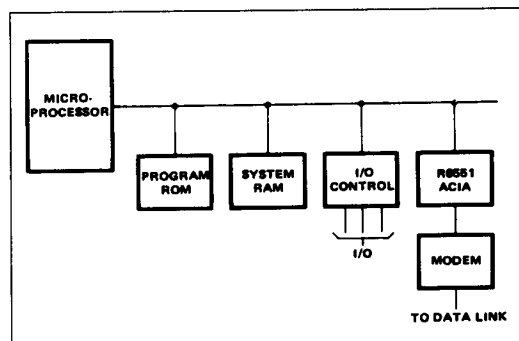 MICRO-
PROCESSOR
PROGRAM
ROM
SYSTEM
RAM
I/O
CONTROL
R6551
ACIA
I/O
MODEM
TO DATA LINK